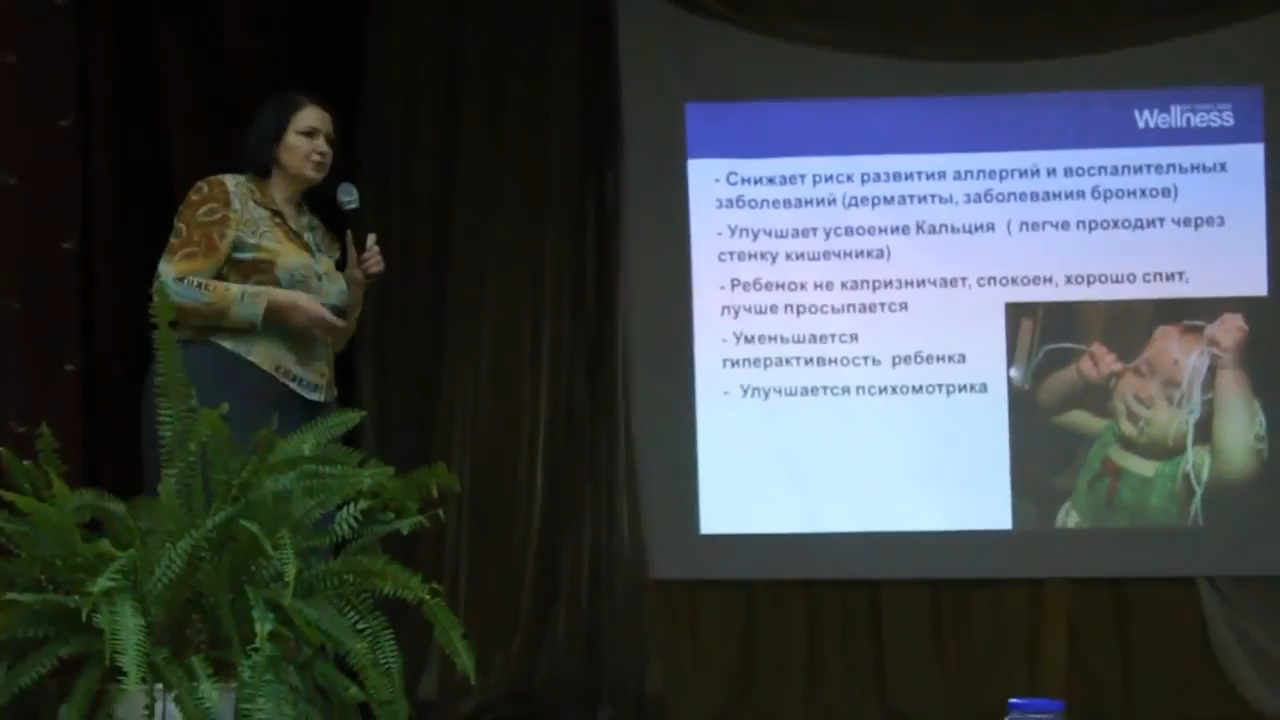 Wellness
- Снижает риск развития аллергий и воспалительных
заболеваний (дерматиты, заболевания бронхов)
- Улучшает усвоение Кальция ( легче проходит через
стенку кишечника)
- Ребенок не капризничает, спокоен, хорошо спит,
лучше просыпается
- Уменьшается
гиперактивность ребенка
- Улучшается психомотрика